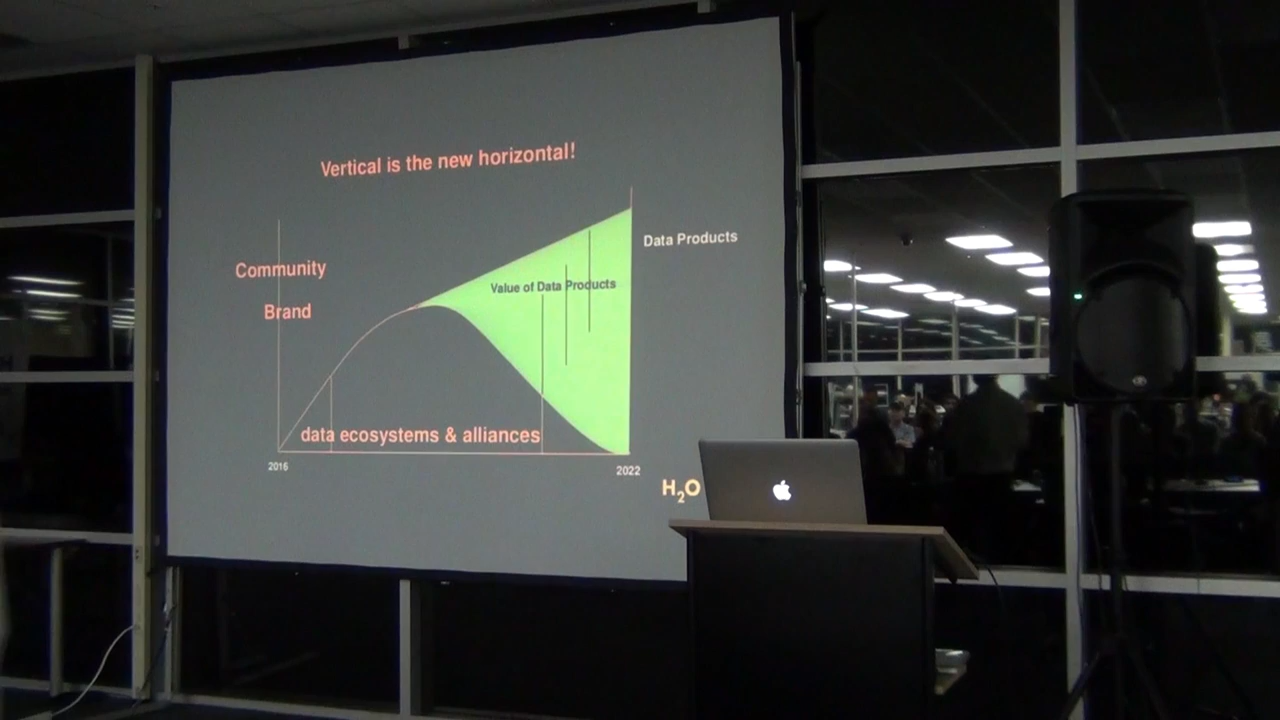 Vertical is the new horizontal!
Community
Brand
Data Products
Value of Data Products
data ecosystems & alliances
2016
2022
H2O